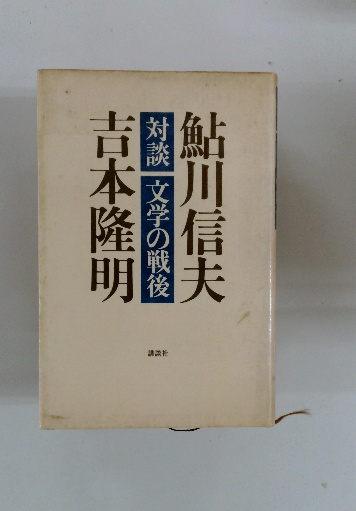 鮎川信夫
対談 文学の戦後
吉本隆明
講談社